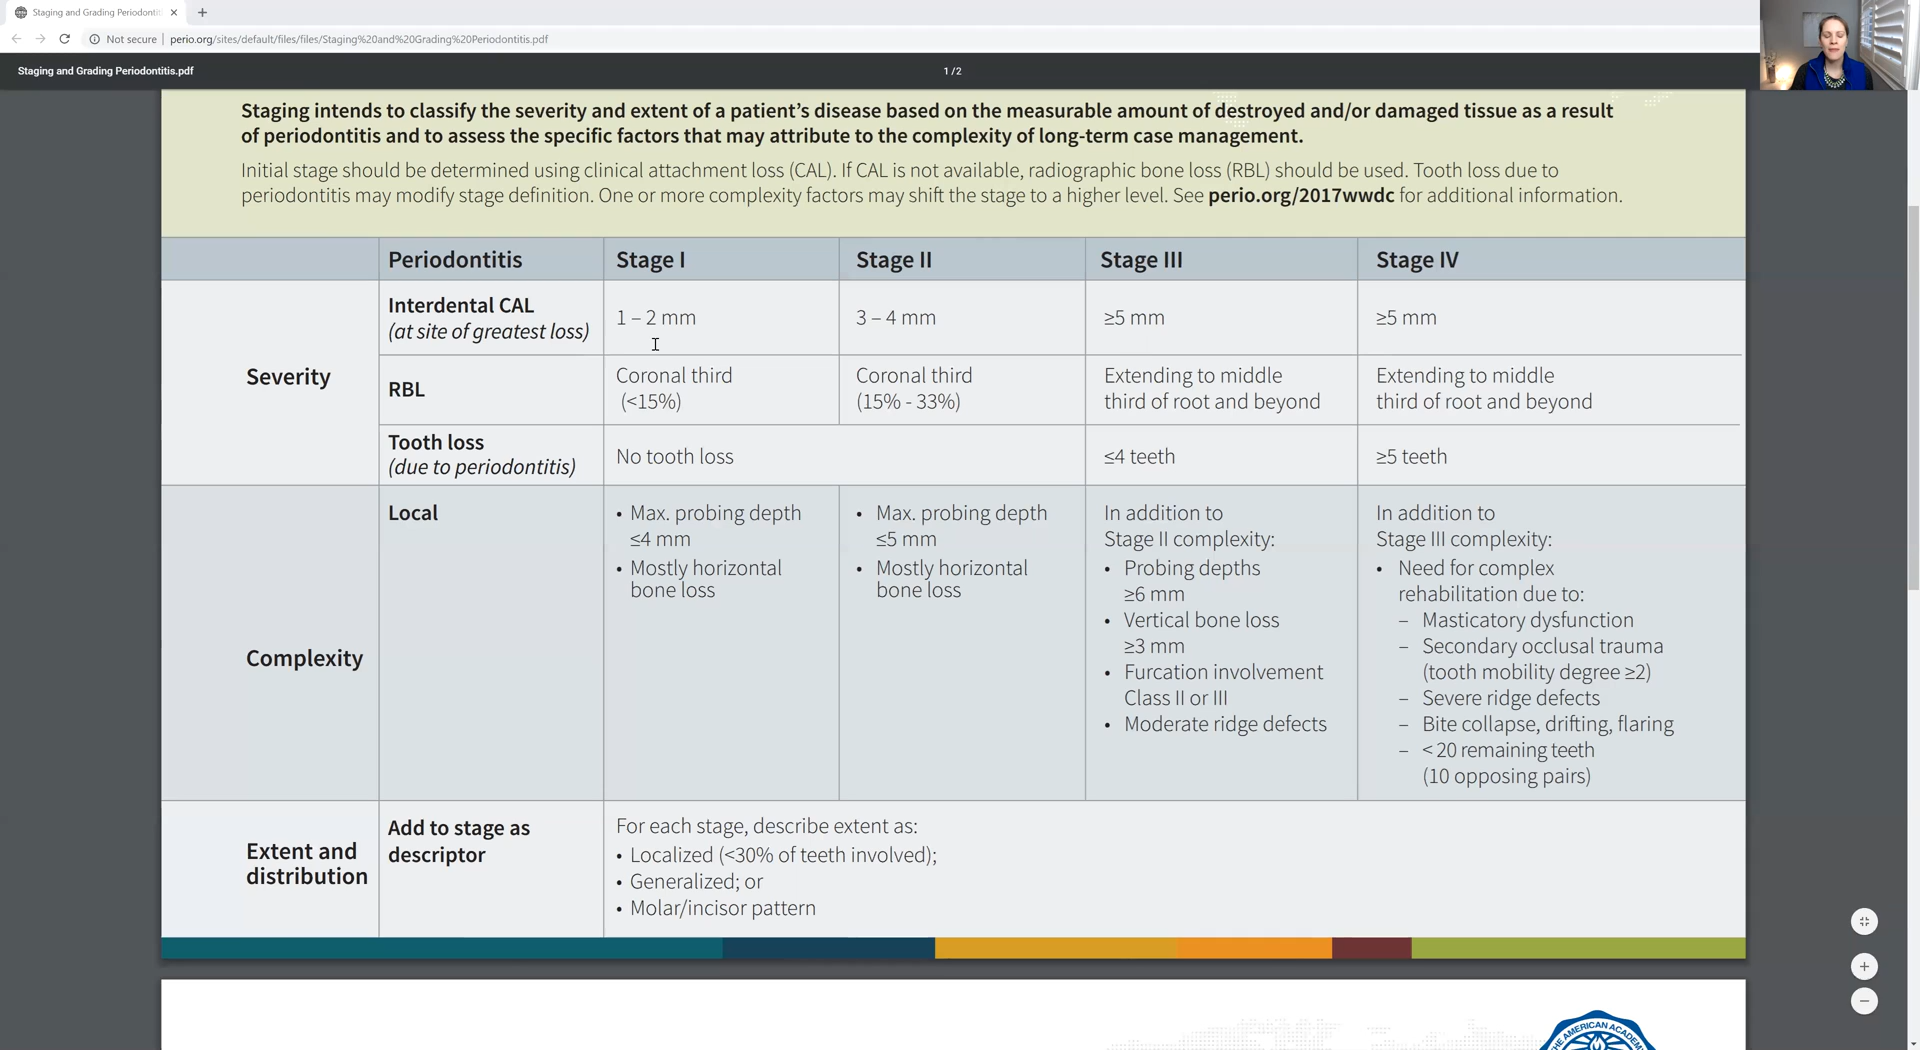 Staging and Grading Periodontit
Not secure | perio.org/sites/default/files/files/Staging%20and%20Grading%20Periodontitis.pdf
Staging and Grading Periodontitis.pdf
1 / 2
Staging intends to classify the severity and extent of a patient’s disease based on the measurable amount of destroyed and/or damaged tissue as a result
of periodontitis and to assess the specific factors that may attribute to the complexity of long-term case management.
Initial stage should be determined using clinical attachment loss (CAL). If CAL is not available, radiographic bone loss (RBL) should be used. Tooth loss due to
periodontitis may modify stage definition. One or more complexity factors may shift the stage to a higher level. See perio.org/2017wwdc for additional information.
Periodontitis
Stage I
Stage II
Stage III
Stage IV
Severity
Interdental CAL
(at site of greatest loss)
1 – 2 mm
3 – 4 mm
≥5 mm
≥5 mm
RBL
Coronal third
(<15%)
Coronal third
(15% - 33%)
Extending to middle
third of root and beyond
Extending to middle
third of root and beyond
Tooth loss
(due to periodontitis)
No tooth loss
≤4 teeth
≥5 teeth
Complexity
Local
• Max. probing depth
≤4 mm
• Mostly horizontal
bone loss
• Max. probing depth
≤5 mm
• Mostly horizontal
bone loss
In addition to
Stage II complexity:
• Probing depths
≥6 mm
• Vertical bone loss
≥3 mm
• Furcation involvement
Class II or III
• Moderate ridge defects
In addition to
Stage III complexity:
• Need for complex
rehabilitation due to:
– Masticatory dysfunction
– Secondary occlusal trauma
(tooth mobility degree ≥2)
– Severe ridge defects
– Bite collapse, drifting, flaring
– < 20 remaining teeth
(10 opposing pairs)
Extent and
distribution
Add to stage as
descriptor
For each stage, describe extent as:
• Localized (<30% of teeth involved);
• Generalized; or
• Molar/incisor pattern
THE AMERICAN ACADEM